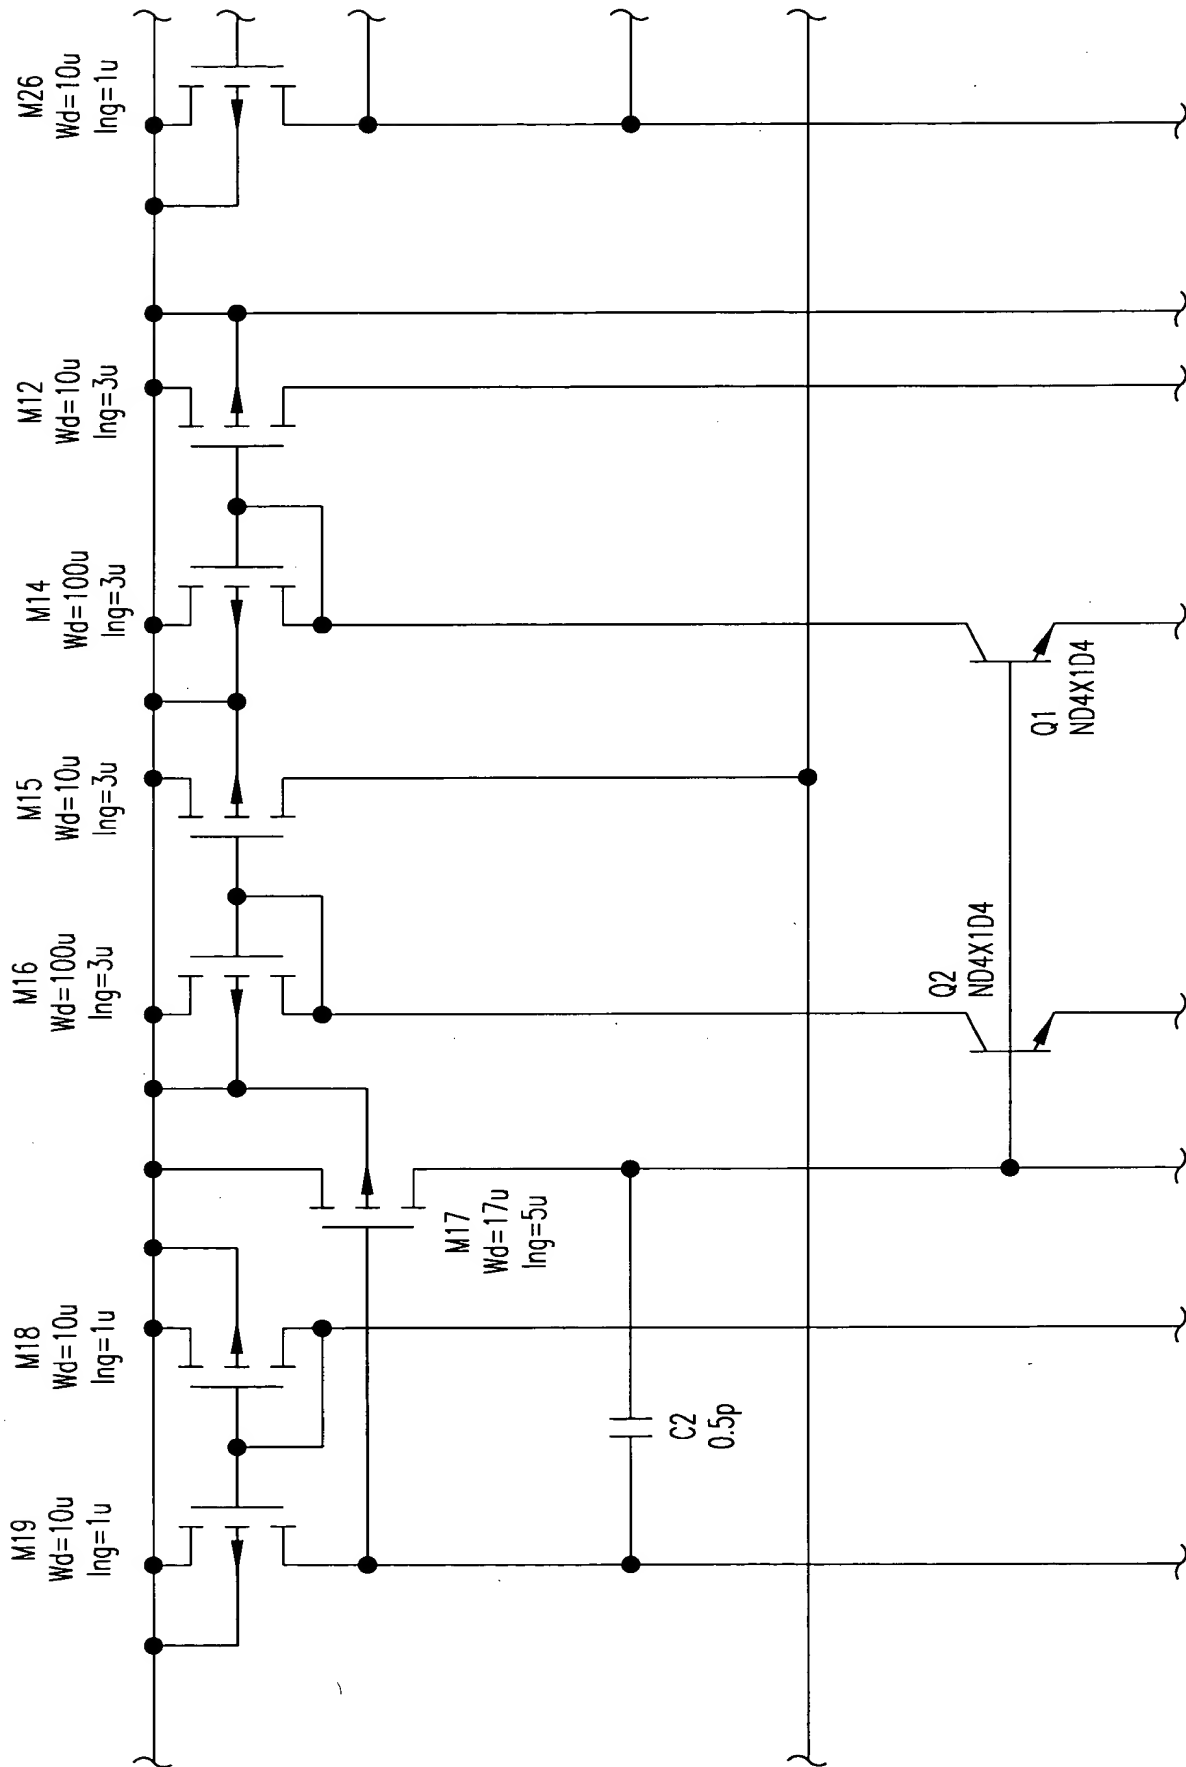 M19
Wd=10u
lng=1u
M18
Wd=10u
lng=1u
M16
Wd=100u
lng=3u
M15
Wd=10u
lng=3u
M14
Wd=100u
lng=3u
M12
Wd=10u
lng=3u
M26
Wd=10u
lng=1u
M17
Wd=17u
lng=5u
C2
0.5p
Q2
ND4X1D4
Q1
ND4X1D4